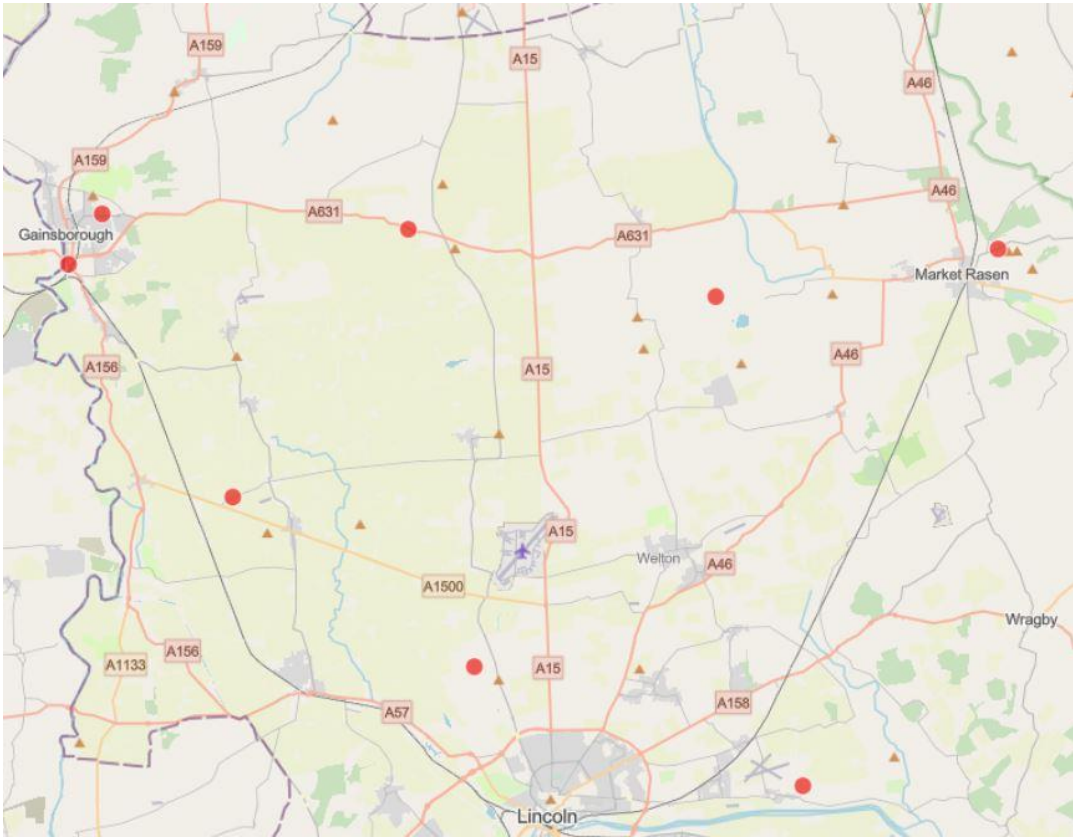 A159
A15
A46
A159
A46
A631
A631
Gainsborough
Market Rasen
A156
A15
A46
A15
Welton
A46
A1500
Wragby
A156
A1133
A15
A158
A57
Lincoln